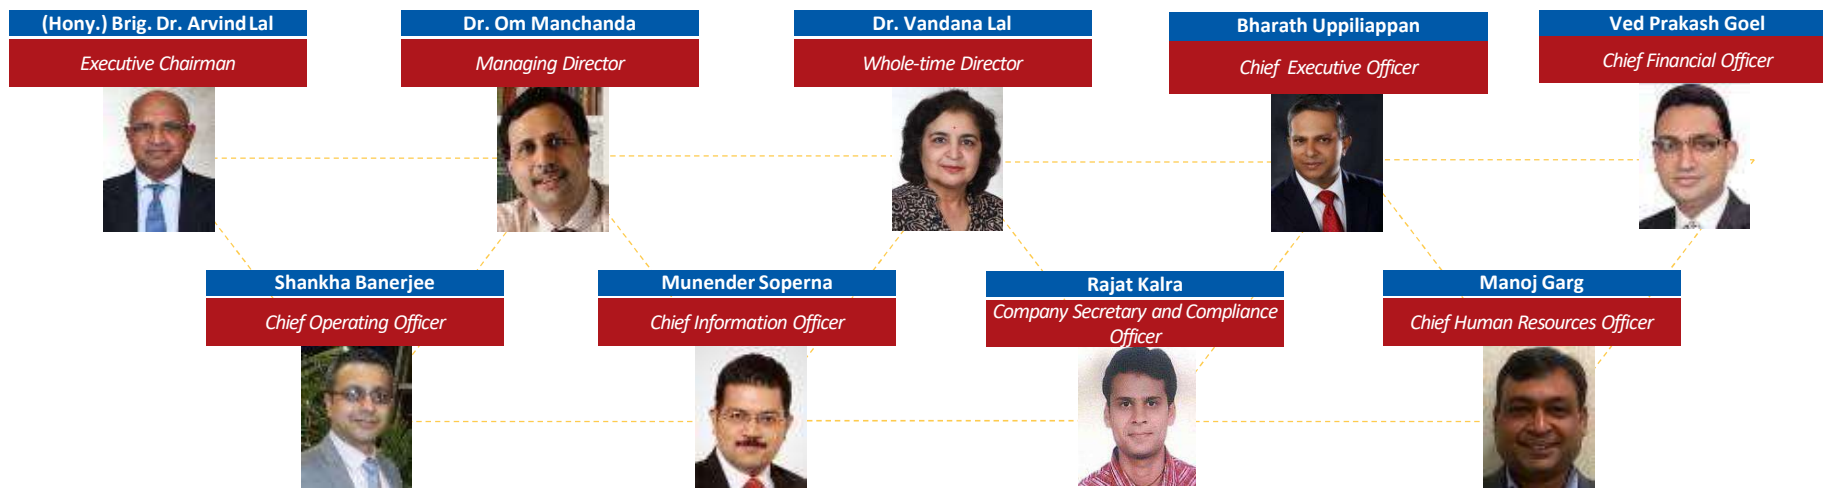 (Hony.) Brig. Dr. Arvind Lal
Executive Chairman
Dr. Om Manchanda
Managing Director
Dr. Vandana Lal
Whole-time Director
Bharath Uppiliappan
Chief Executive Officer
Ved Prakash Goel
Chief Financial Officer
Shankha Banerjee
Chief Operating Officer
Munender Soperna
Chief Information Officer
Rajat Kalra
Company Secretary and Compliance
Officer
Manoj Garg
Chief Human Resources Officer